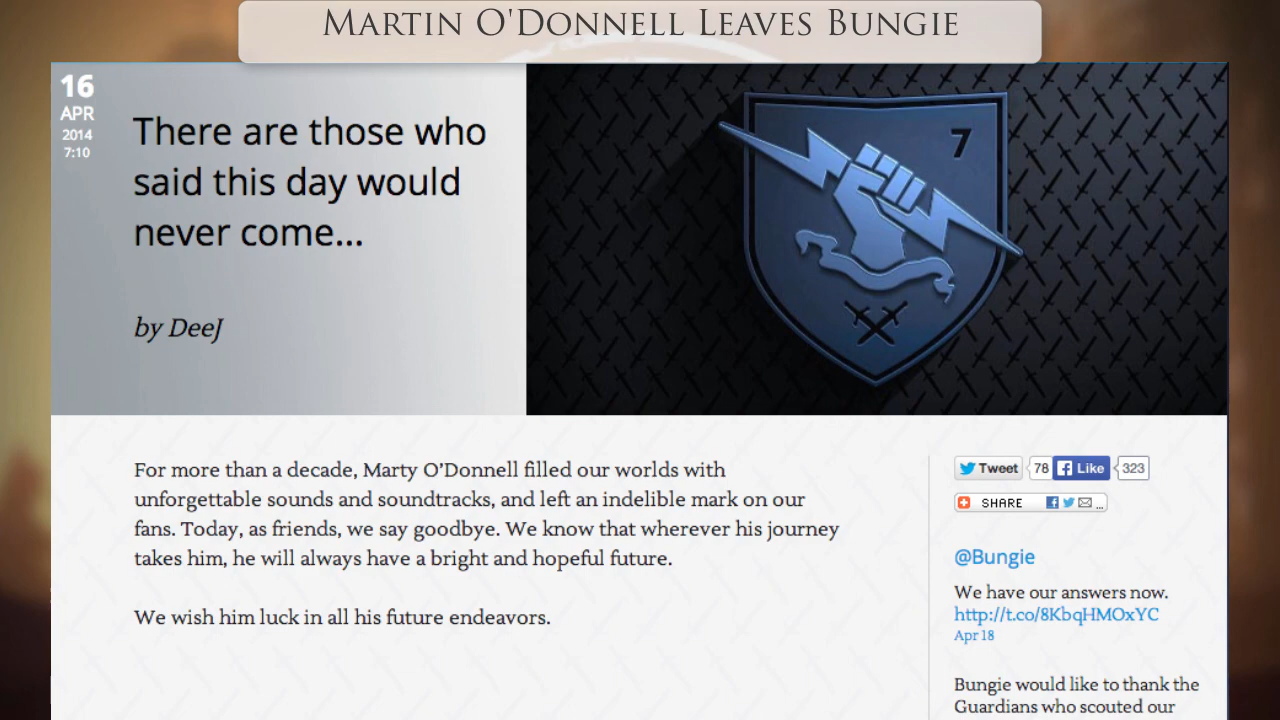 Martin O'Donnell Leaves Bungie
16
APR
2014
7:10
There are those who
said this day would
never come...
by DeeJ
7
For more than a decade, Marty O'Donnell filled our worlds with
unforgettable sounds and soundtracks, and left an indelible mark on our
fans. Today, as friends, we say goodbye. We know that wherever his journey
takes him, he will always have a bright and hopeful future.
We wish him luck in all his future endeavors.
Tweet 78 Like 323
SHARE ...
@Bungie
We have our answers now.
http://t.co/8KbqHMOxYC
Apr 18
Bungie would like to thank the
Guardians who scouted our